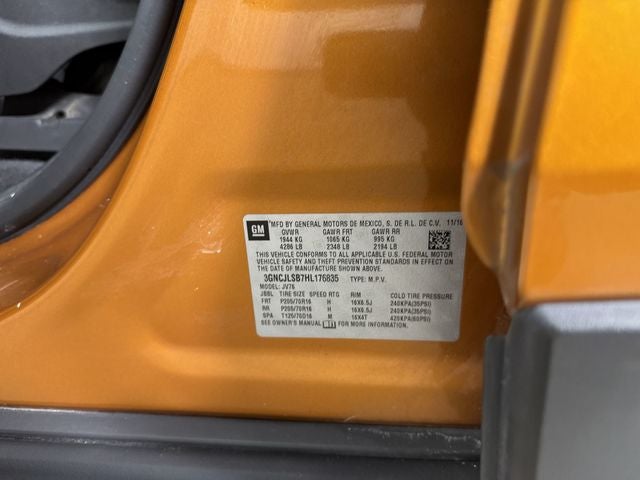 GM MFD BY GENERAL MOTORS DE MEXICO, S. DE R.L. DE C.V. 11/16
GVWR GAWR FRT GAWR RR
1944 KG 1065 KG 995 KG
4286 LB 2348 LB 2194 LB
THIS VEHICLE CONFORMS TO ALL APPLICABLE U.S. FEDERAL MOTOR
VEHICLE SAFETY, BUMPER, AND THEFT PREVENTION STANDARDS IN EFFECT ON
THE DATE OF MANUFACTURE SHOWN ABOVE.
3GNCJLSB7HL176835 TYPE: M.P.V.
MODEL: JV76
JBBL TIRE SIZE SPEED RTG RIM COLD TIRE PRESSURE
FRT P205/70R16 H 16X6.5J 240KPA(35PSI)
RR P205/70R16 H 16X6.5J 240KPA(35PSI)
SPA T125/70D16 M 16X4T 420KPA(60PSI)
SEE OWNER'S MANUAL FOR MORE INFORMATION.